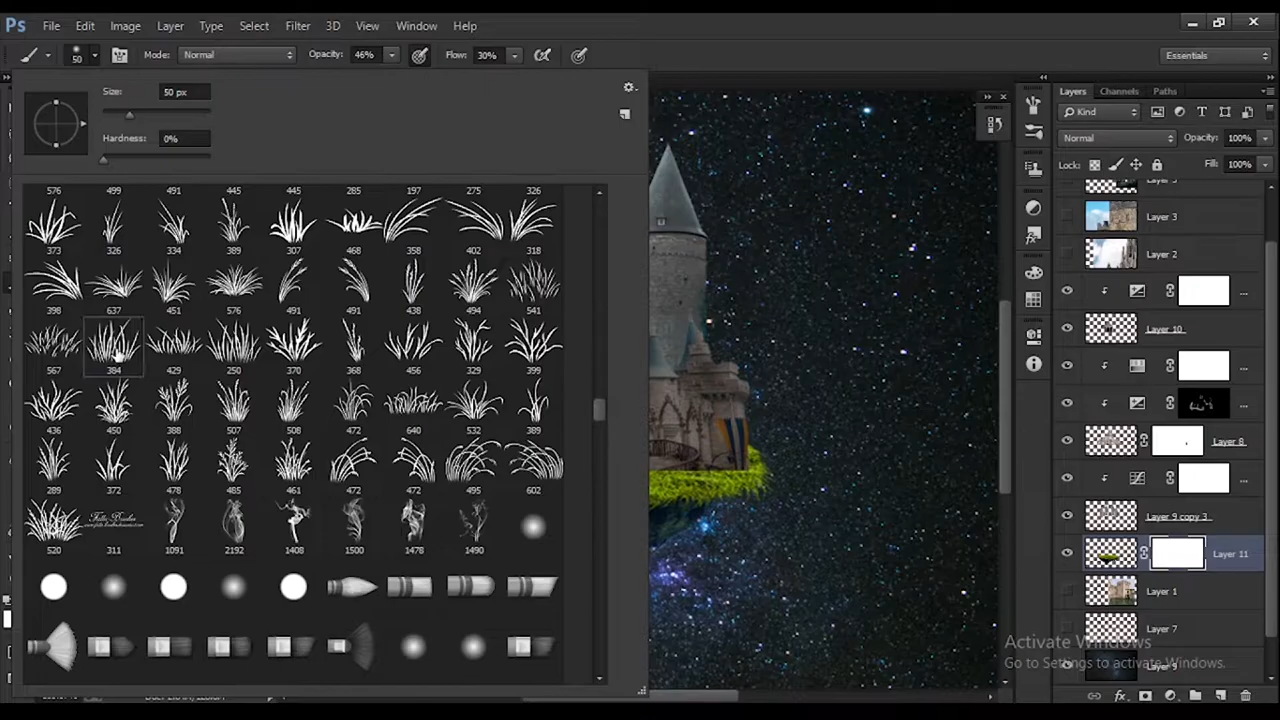 Ps File Edit Image Layer Type Select Filter 3D View Window Help
50 Mode: Normal Opacity: 46% Flow: 30% Essentials
Size: 50 px
Hardness: 0%
Layers Channels Paths
Kind
Normal Opacity: 100%
Lock: Fill: 100%
576 499 491 445 445 285 197 275 326
373 326 334 389 307 468 358 402 318
398 637 451 576 491 491 438 494 541
567 384 429 250 370 368 456 329 399
436 450 388 507 508 472 640 532 389
289 372 478 485 461 472 472 495 602
520 311 1091 2192 1408 1500 1478 1490
Layer 3
Layer 2
...
Layer 10
...
...
Layer 8
...
Layer 9 copy 3
Layer 11
Layer 1
Layer 7
Layer 9
Activate Windows
Go to Settings to activate Windows.